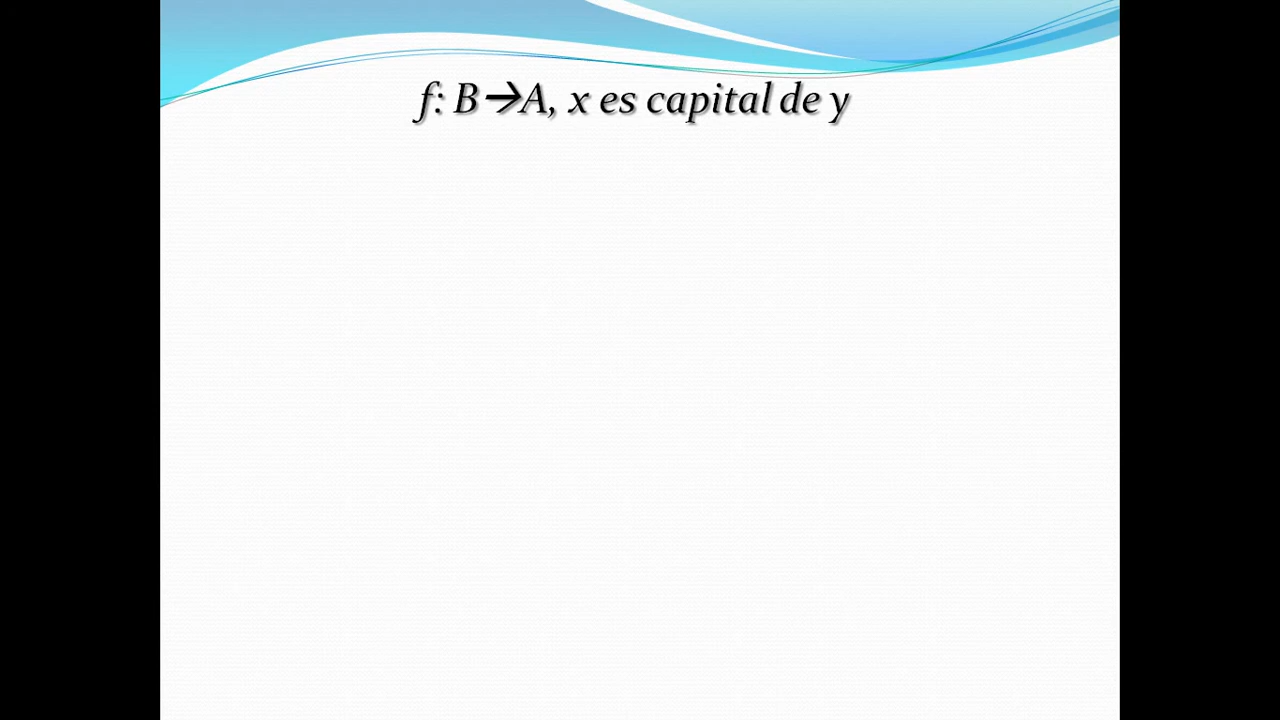 f: B→A, x es capital de y